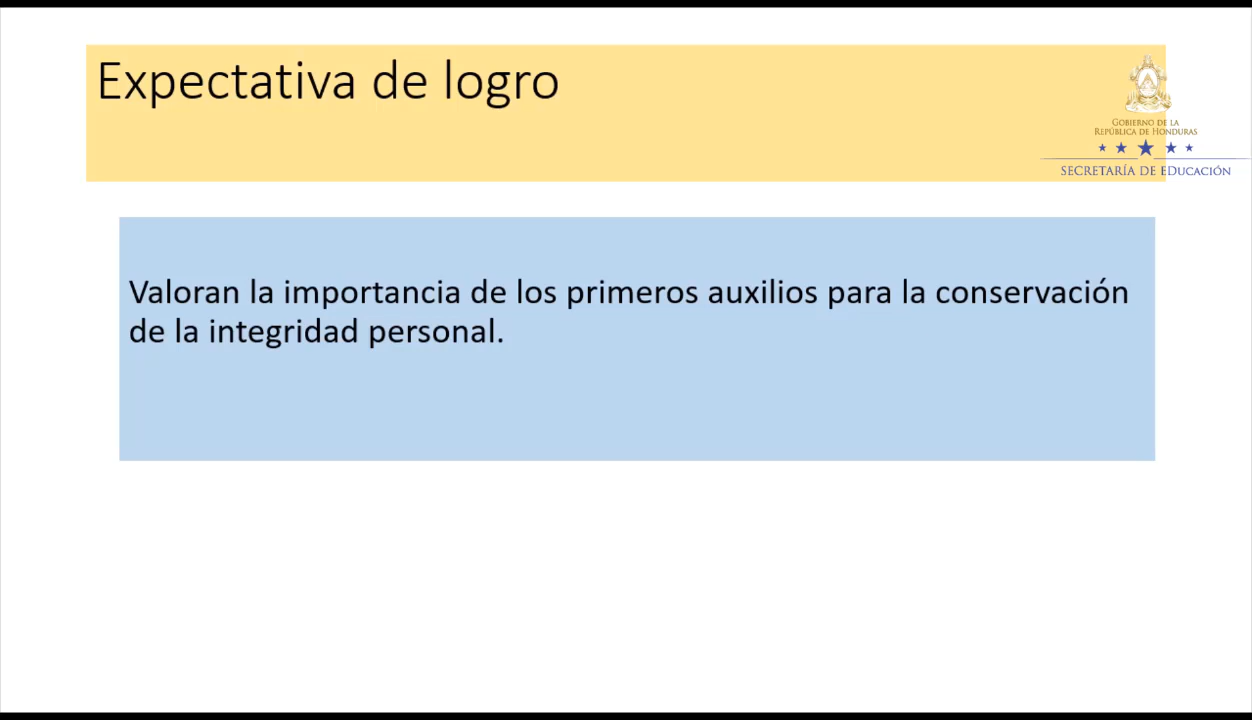 Expectativa de logro
GOBIERNO DE LA
REPÚBLICA DE HONDURAS
SECRETARÍA DE EDUCACIÓN
Valoran la importancia de los primeros auxilios para la conservación
de la integridad personal.